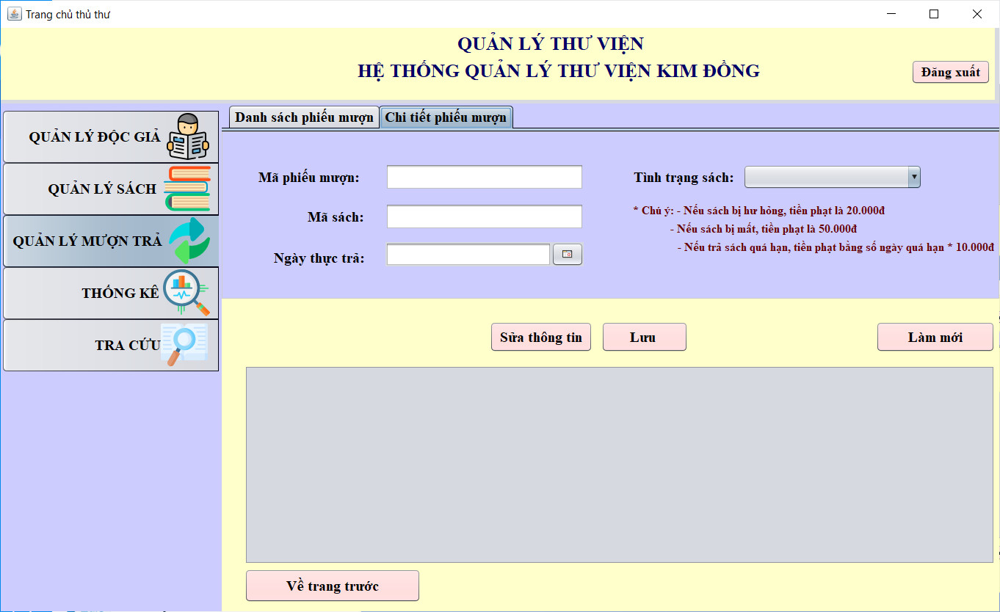 Trang chủ thủ thư
QUẢN LÝ THƯ VIỆN
HỆ THỐNG QUẢN LÝ THƯ VIỆN KIM ĐỒNG
Đăng xuất
QUẢN LÝ ĐỘC GIẢ
QUẢN LÝ SÁCH
QUẢN LÝ MƯỢN TRẢ
THỐNG KÊ
TRA CỨU
Danh sách phiếu mượn
Chi tiết phiếu mượn
Mã phiếu mượn:
Mã sách:
Ngày thực trả:
Tình trạng sách:
* Chú ý: - Nếu sách bị hư hỏng, tiền phạt là 20.000đ
- Nếu sách bị mất, tiền phạt là 50.000đ
- Nếu trả sách quá hạn, tiền phạt bằng số ngày quá hạn * 10.000đ
Sửa thông tin
Lưu
Làm mới
Về trang trước